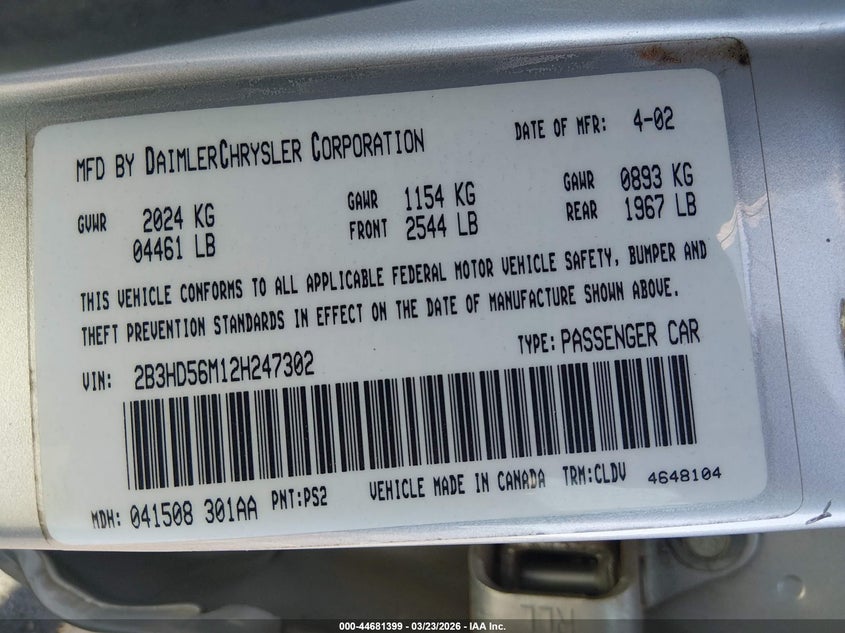 MFD BY DAIMLERCHRYSLER CORPORATION DATE OF MFR: 4-02
GVWR 2024 KG GAWR 1154 KG GAWR 0893 KG
04461 LB FRONT 2544 LB REAR 1967 LB
THIS VEHICLE CONFORMS TO ALL APPLICABLE FEDERAL MOTOR VEHICLE SAFETY, BUMPER AND
THEFT PREVENTION STANDARDS IN EFFECT ON THE DATE OF MANUFACTURE SHOWN ABOVE.
VIN: 2B3HD56M12H247302 TYPE: PASSENGER CAR
MDH: 041508 301AA PNT:PS2 VEHICLE MADE IN CANADA TRM:CLDV 4648104
000-44681399 | 03/23/2026 | IAA Inc.